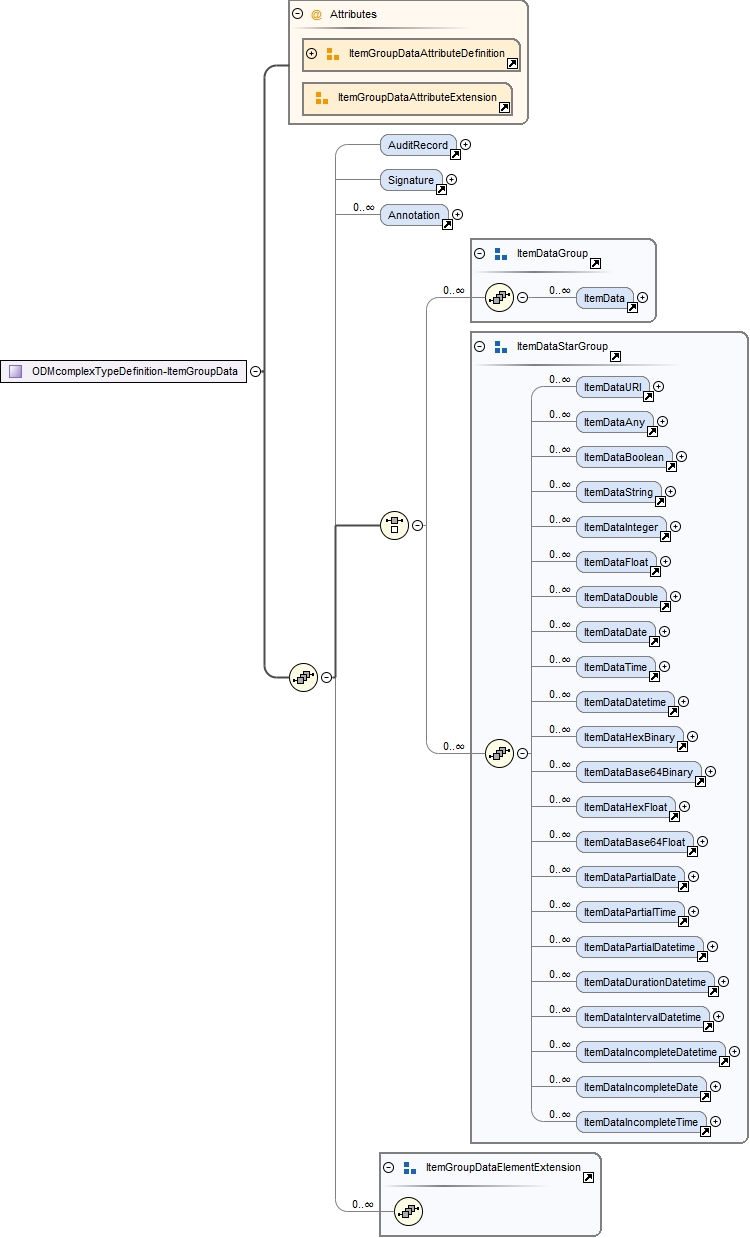 Attributes
ItemGroupDataAttributeDefinition
ItemGroupDataAttributeExtension
AuditRecord
Signature
0..∞ Annotation
ItemDataGroup
0..∞ 0..∞ ItemData
ItemDataStarGroup
ODMcomplexTypeDefinition-ItemGroupData
0..∞ ItemDataURI
0..∞ ItemDataAny
0..∞ ItemDataBoolean
0..∞ ItemDataString
0..∞ ItemDataInteger
0..∞ ItemDataFloat
0..∞ ItemDataDouble
0..∞ ItemDataDate
0..∞ ItemDataTime
0..∞ ItemDataDatetime
0..∞ ItemDataHexBinary
0..∞
0..∞ ItemDataBase64Binary
0..∞ ItemDataHexFloat
0..∞ ItemDataBase64Float
0..∞ ItemDataPartialDate
0..∞ ItemDataPartialTime
0..∞ ItemDataPartialDatetime
0..∞ ItemDataDurationDatetime
0..∞ ItemDataIntervalDatetime
0..∞ ItemDataIncompleteDatetime
0..∞ ItemDataIncompleteDate
0..∞ ItemDataIncompleteTime
ItemGroupDataElementExtension
0..∞